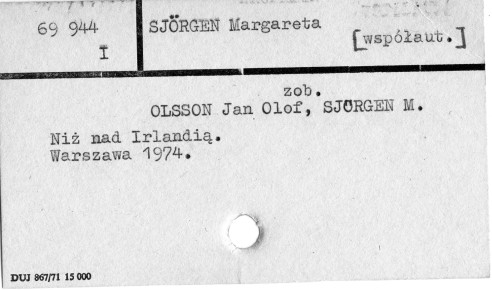 69 944
I
SJÖRGEN Margareta
[współaut.]
zob.
OLSSON Jan Olof, SJÖRGEN M.
Niż nad Irlandią.
Warszawa 1974.
DUJ 867/71 15 000